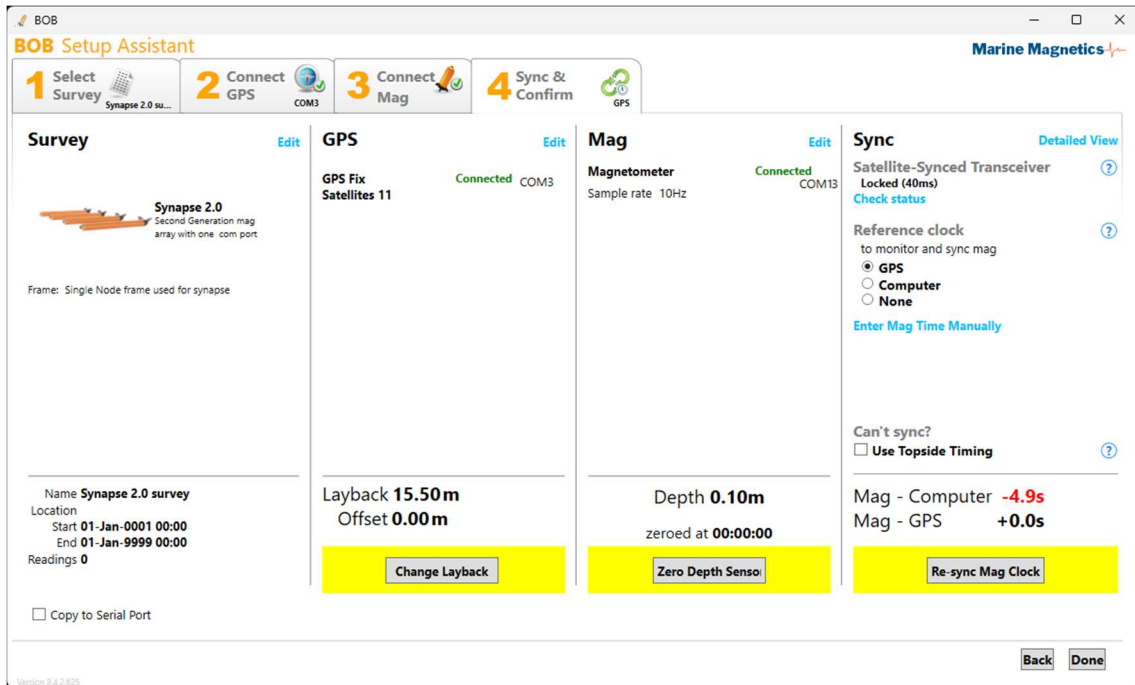 BOB
BOB Setup Assistant
Marine Magnetics
1 Select Survey Synapse 2.0 su...
2 Connect GPS COM3
3 Connect Mag
4 Sync & Confirm GPS
Survey Edit
Synapse 2.0
Second Generation mag
array with one com port
Frame: Single Node frame used for synapse
Name Synapse 2.0 survey
Location
Start 01-Jan-0001 00:00
End 01-Jan-9999 00:00
Readings 0
GPS Edit
GPS Fix Connected COM3
Satellites 11
Layback 15.50m
Offset 0.00m
Change Layback
Mag Edit
Magnetometer Connected
COM13
Sample rate 10Hz
Depth 0.10m
zeroed at 00:00:00
Zero Depth Senso
Sync Detailed View
Satellite-Synced Transceiver ?
Locked (40ms)
Check status
Reference clock ?
to monitor and sync mag
GPS
Computer
None
Enter Mag Time Manually
Can't sync?
Use Topside Timing ?
Mag - Computer -4.9s
Mag - GPS +0.0s
Re-sync Mag Clock
Copy to Serial Port
Back Done
Version 8.4.2.625